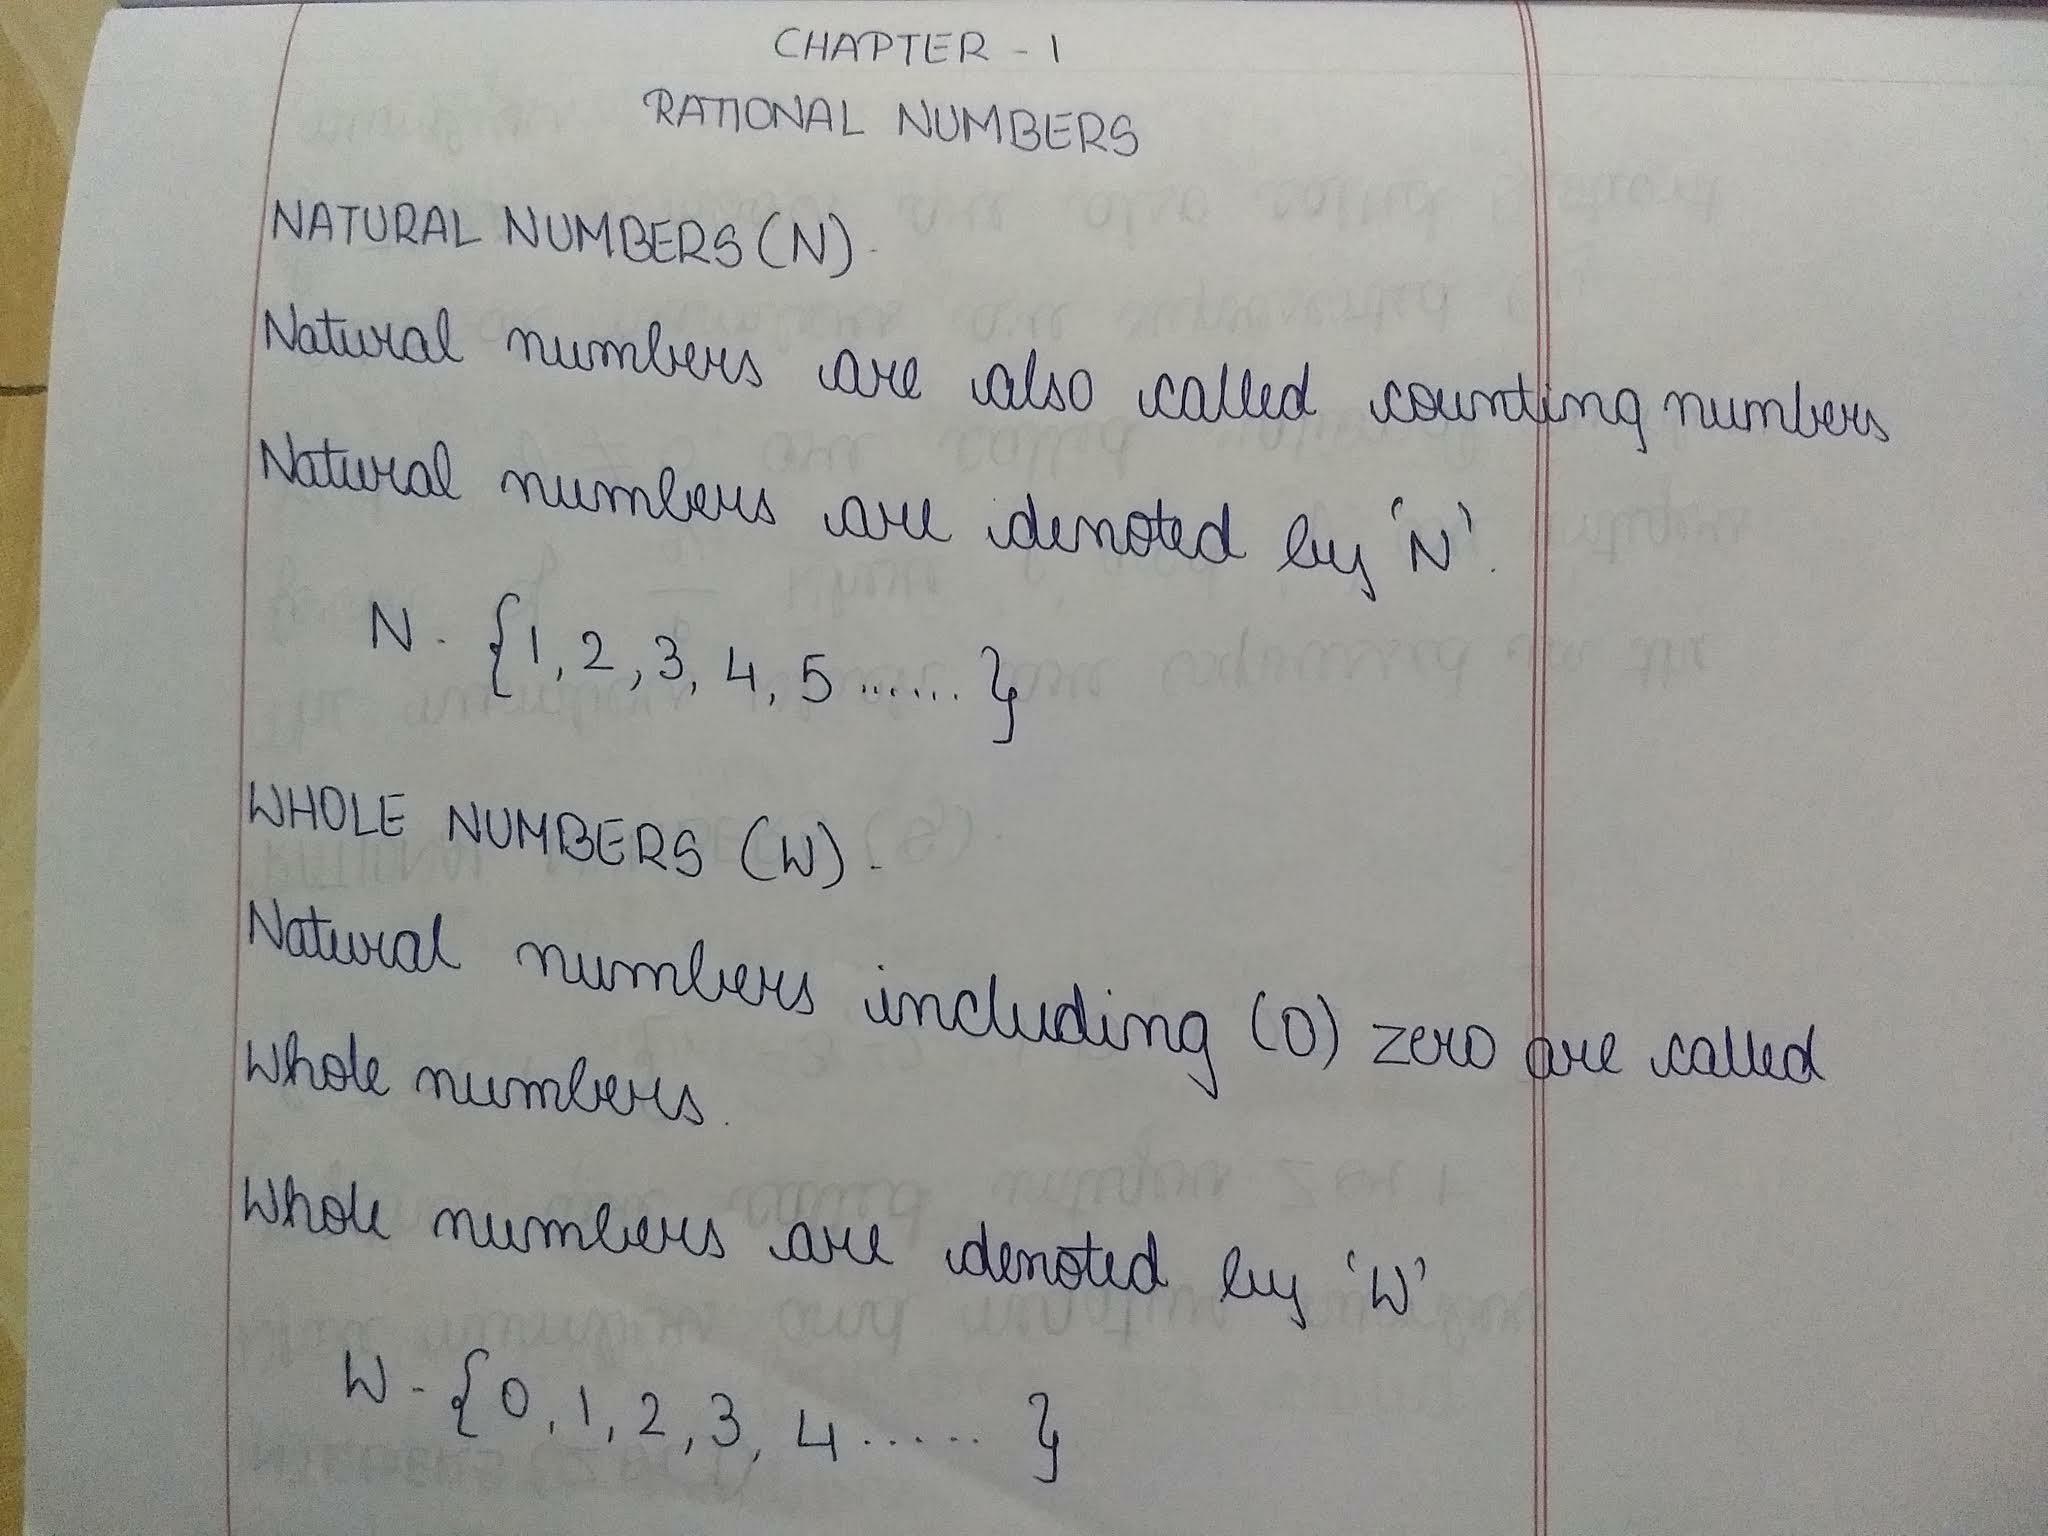 CHAPTER - 1
RATIONAL NUMBERS
NATURAL NUMBERS (N).
Natural numbers are also called counting numbers
Natural numbers are denoted by 'N'.
N - {1, 2, 3, 4, 5 ...... }
WHOLE NUMBERS (W) -
Natural numbers including (0) zero are called
Whole numbers.
Whole numbers are denoted by 'W'
W - {0, 1, 2, 3, 4 ...... }